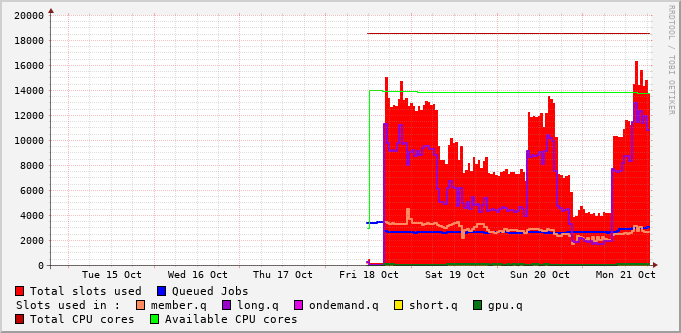 RRDTOOL / TOBI OETIKER
20000
18000
16000
14000
12000
10000
8000
6000
4000
2000
0
Tue 15 Oct Wed 16 Oct Thu 17 Oct Fri 18 Oct Sat 19 Oct Sun 20 Oct Mon 21 Oct
Total slots used Queued Jobs
Slots used in : member.q long.q ondemand.q short.q gpu.q
Total CPU cores Available CPU cores